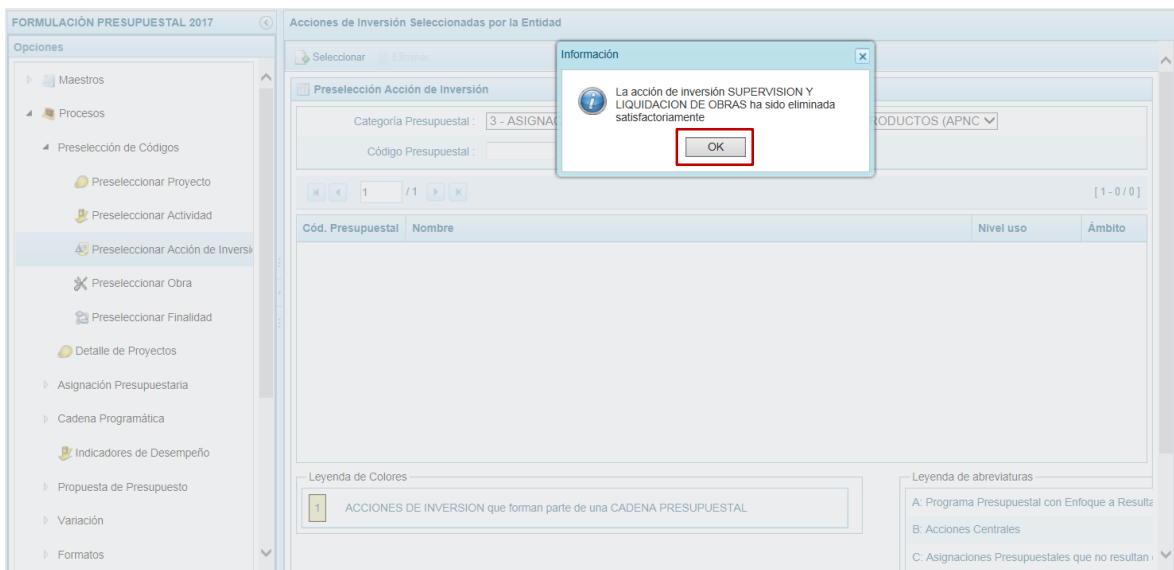 FORMULACIÓN PRESUPUESTAL 2017
Opciones
Maestros
Procesos
Preselección de Códigos
Preseleccionar Proyecto
Preseleccionar Actividad
Preseleccionar Acción de Inversi
Preseleccionar Obra
Preseleccionar Finalidad
Detalle de Proyectos
Asignación Presupuestaria
Cadena Programática
Indicadores de Desempeño
Propuesta de Presupuesto
Variación
Formatos
Acciones de Inversión Seleccionadas por la Entidad
Seleccionar Eliminar
Preselección Acción de Inversión
Categoría Presupuestal : 3 - ASIGNAC RODUCTOS (APNC
Código Presupuestal :
1 / 1 [ 1 - 0 / 0 ]
Cód. Presupuestal Nombre Nivel uso Ámbito
Información
La acción de inversión SUPERVISION Y
LIQUIDACION DE OBRAS ha sido eliminada
satisfactoriamente
OK
Leyenda de Colores
1 ACCIONES DE INVERSION que forman parte de una CADENA PRESUPUESTAL
Leyenda de abreviaturas
A: Programa Presupuestal con Enfoque a Resulta
B: Acciones Centrales
C: Asignaciones Presupuestales que no resultan